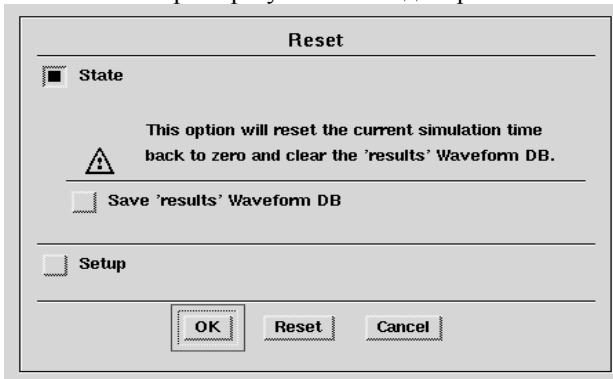 Reset
State
This option will reset the current simulation time
back to zero and clear the 'results' Waveform DB.
Save 'results' Waveform DB
Setup
OK Reset Cancel